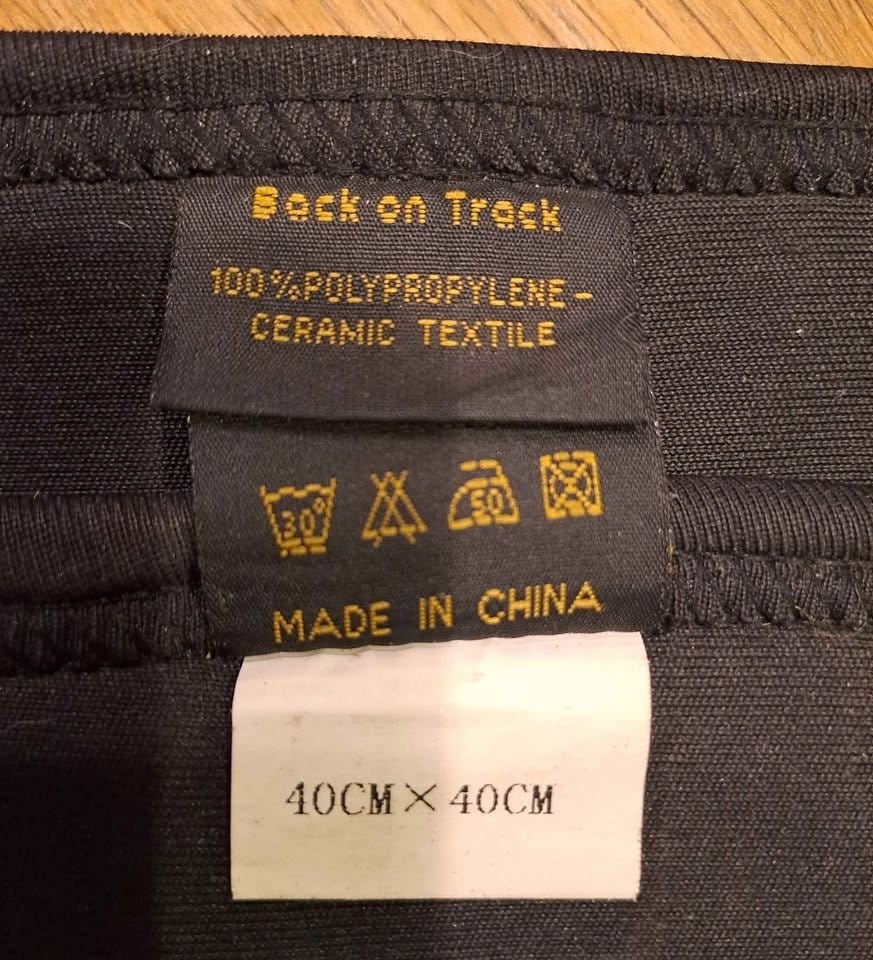 Back on Track
100%POLYPROPYLENE-
CERAMIC TEXTILE
30°
50
MADE IN CHINA
40CM×40CM